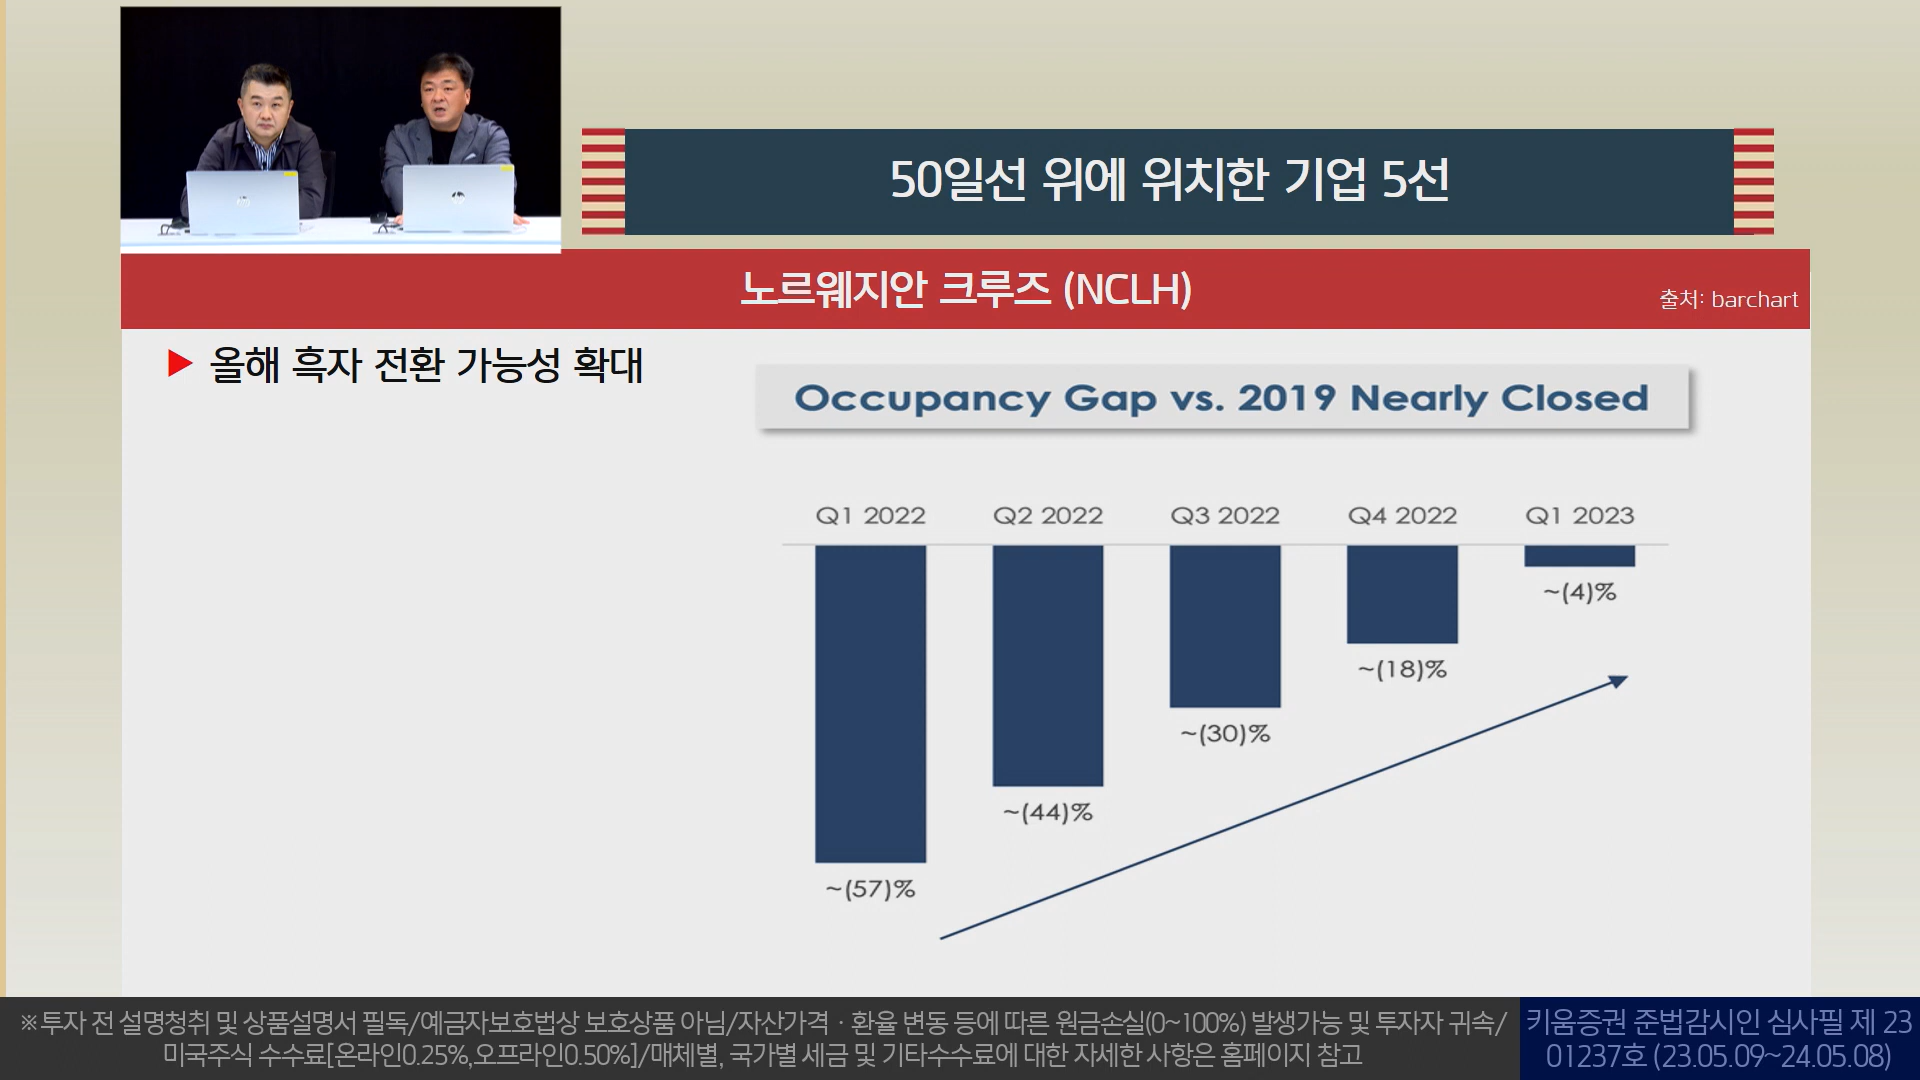 50일선 위에 위치한 기업 5선
노르웨지안 크루즈 (NCLH)
출처: barchart
▶ 올해 흑자 전환 가능성 확대
Occupancy Gap vs. 2019 Nearly Closed
Q1 2022 Q2 2022 Q3 2022 Q4 2022 Q1 2023
~(4)%
~(18)%
~(30)%
~(44)%
~(57)%
※투자 전 설명청취 및 상품설명서 필독/예금자보호법상 보호상품 아님/자산가격 · 환율 변동 등에 따른 원금손실(0~100%) 발생가능 및 투자자 귀속/
미국주식 수수료[온라인0.25%,오프라인0.50%]/매체별, 국가별 세금 및 기타수수료에 대한 자세한 사항은 홈페이지 참고
키움증권 준법감시인 심사필 제 23
01237호 (23.05.09~24.05.08)